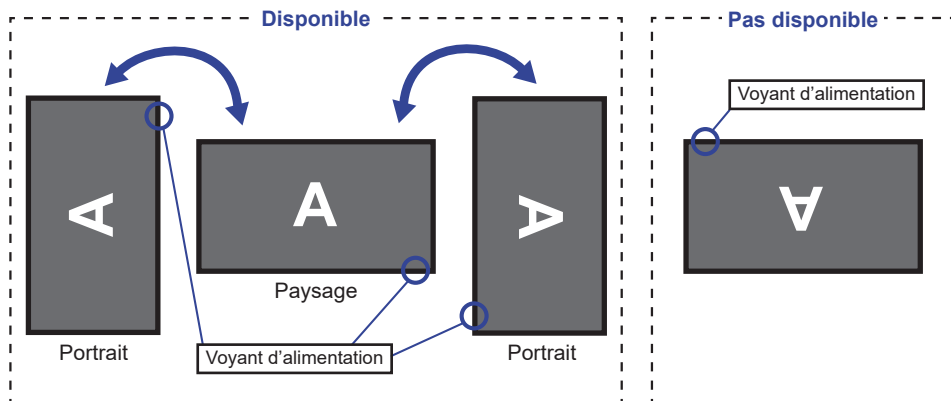 Disponible
Pas disponible
Voyant d’alimentation
A
A
A
A
Paysage
Portrait
Voyant d’alimentation
Portrait